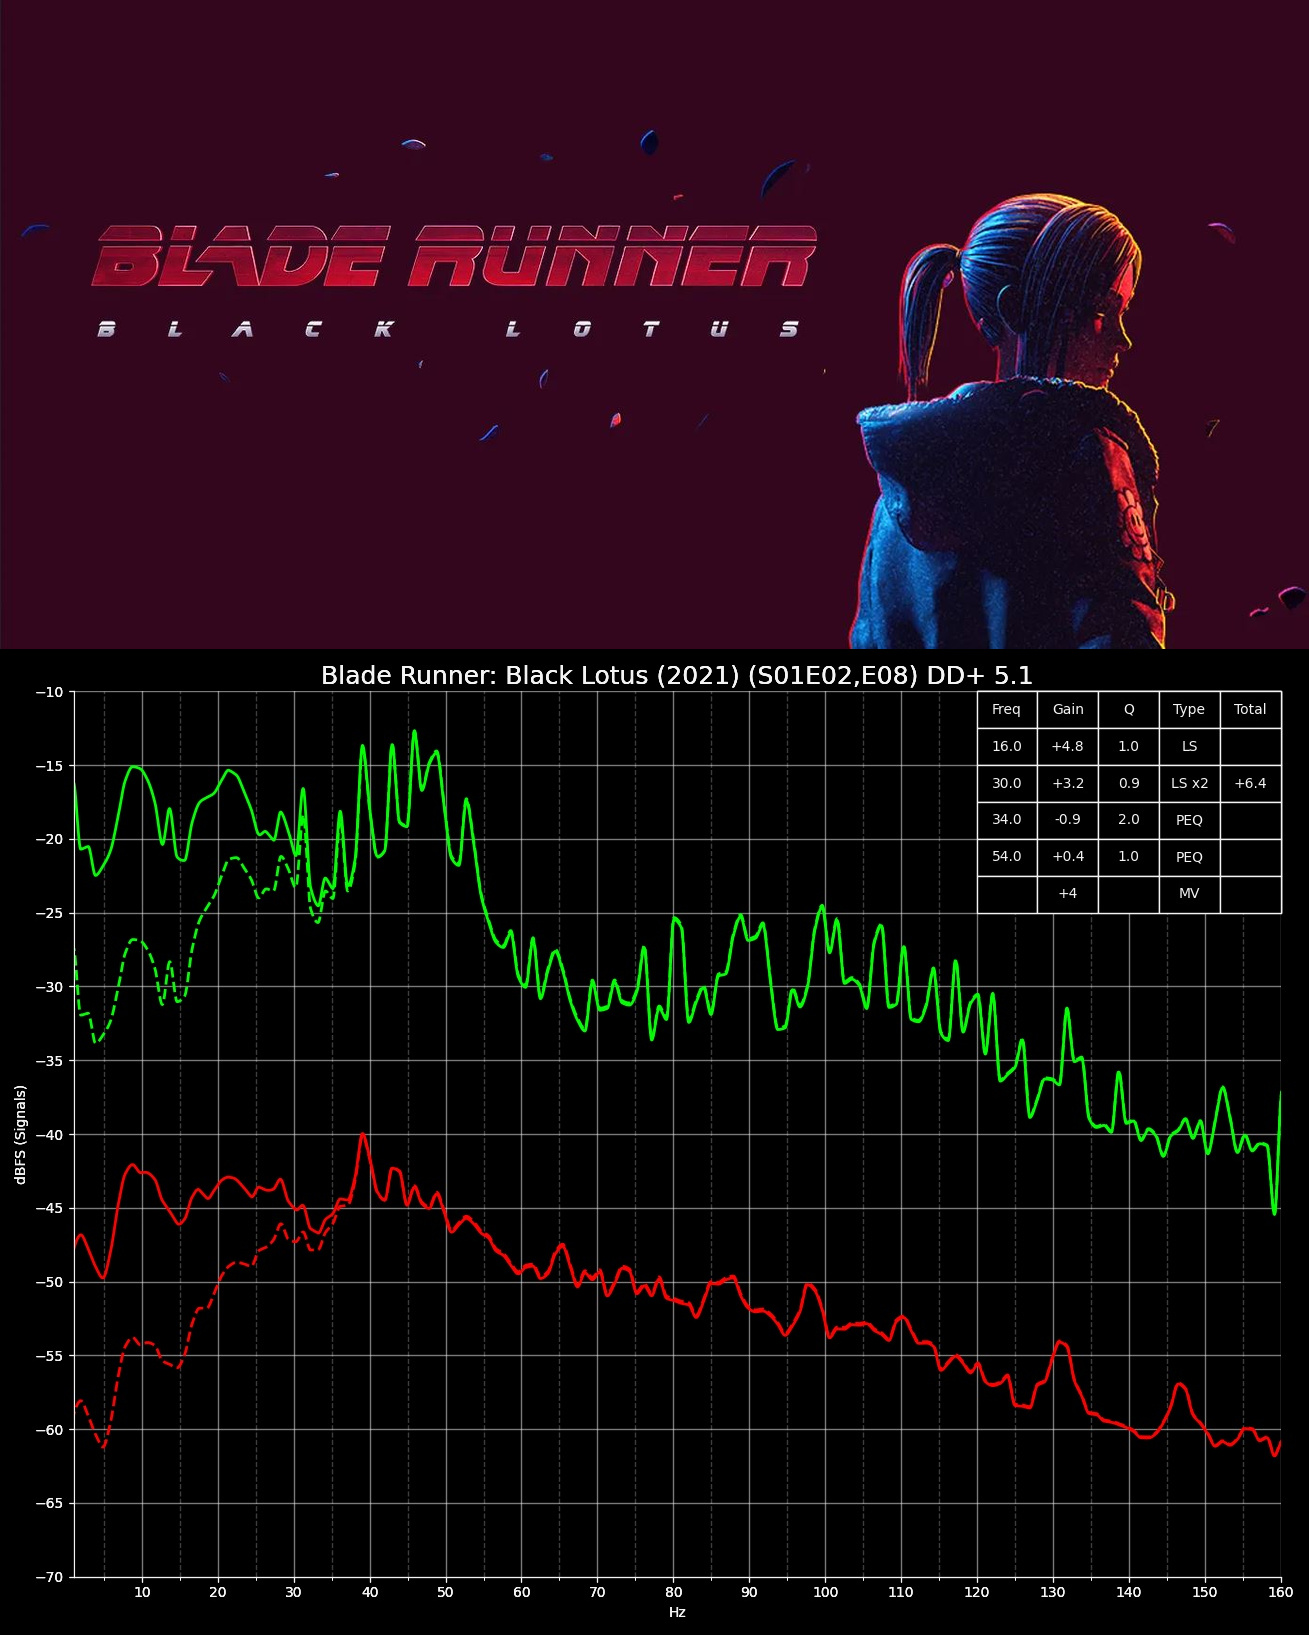 BLADE RUNNER
BLACK LOTUS
Blade Runner: Black Lotus (2021) (S01E02,E08) DD+ 5.1
Freq Gain Q Type Total
16.0 +4.8 1.0 LS
30.0 +3.2 0.9 LS x2 +6.4
34.0 -0.9 2.0 PEQ
54.0 +0.4 1.0 PEQ
+4 MV
−10
−15
−20
−25
−30
−35
−40
−45
−50
−55
−60
−65
−70
dBFS (Signals)
10 20 30 40 50 60 70 80 90 100 110 120 130 140 150 160
Hz